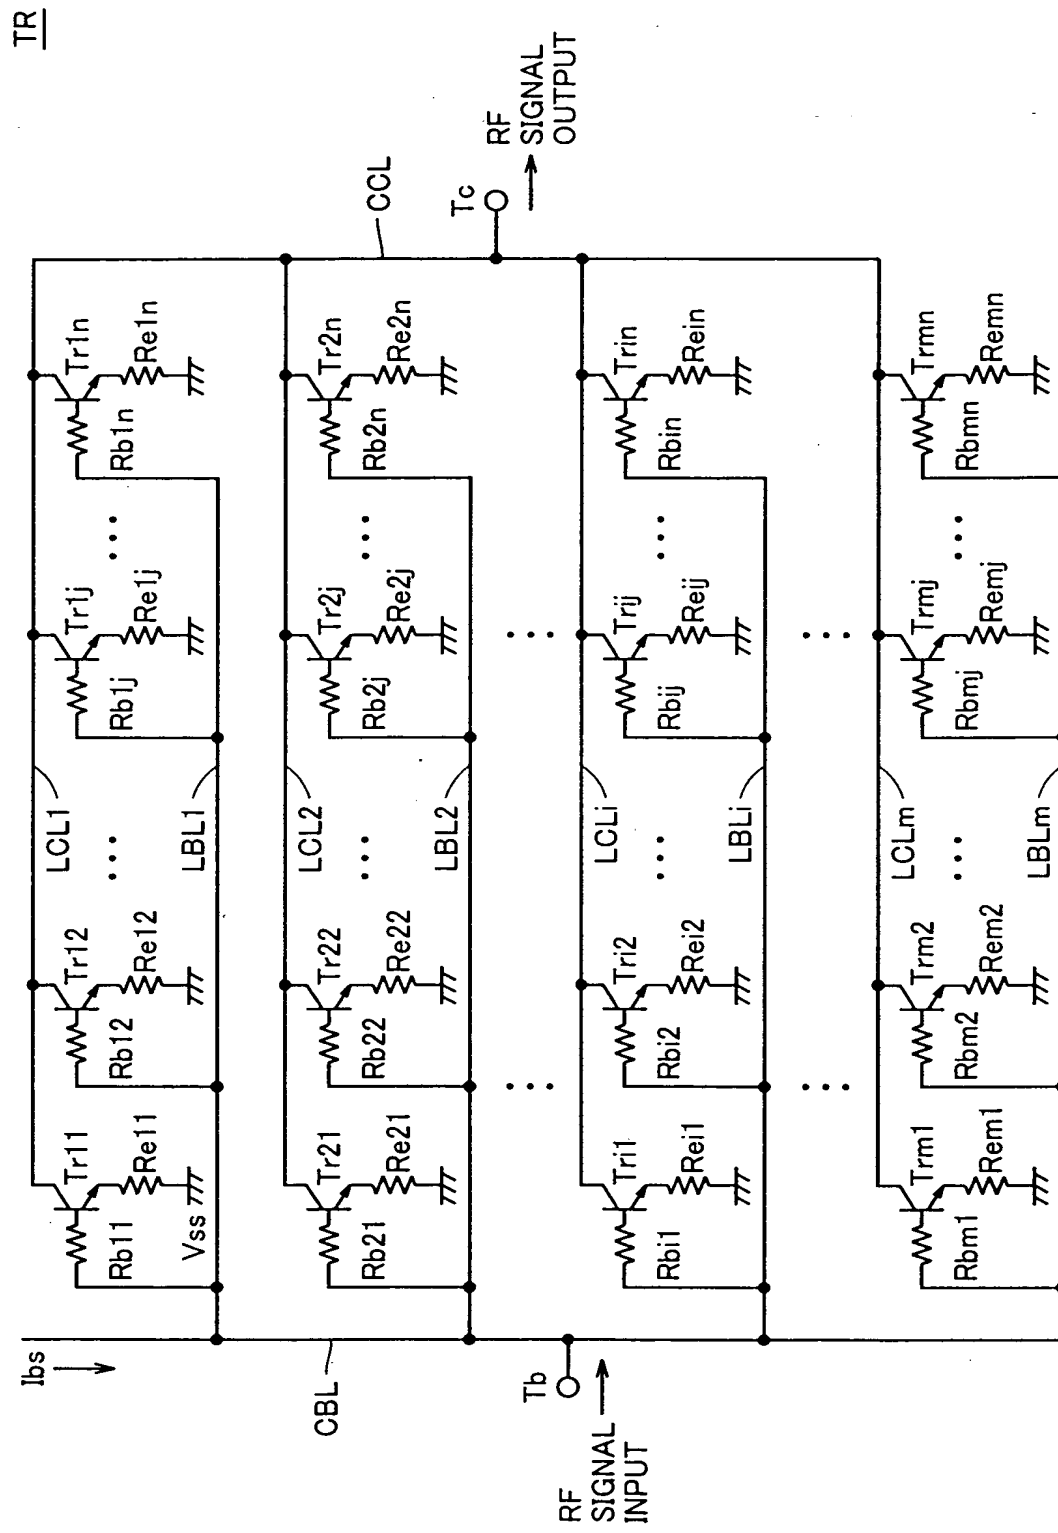 TR
Ibs
CBL
Tb
RF
SIGNAL
INPUT
Tc
RF
SIGNAL
OUTPUT
CCL
LCL1
LBL1
Tr11
Rb11
Re11
Vss
Tr12
Rb12
Re12
Tr1j
Rb1j
Re1j
Tr1n
Rb1n
Re1n
LCL2
LBL2
Tr21
Rb21
Re21
Tr22
Rb22
Re22
Tr2j
Rb2j
Re2j
Tr2n
Rb2n
Re2n
LCLi
LBLi
Tri1
Rbi1
Rei1
Tri2
Rbi2
Rei2
Trij
Rbij
Reij
Trin
Rbin
Rein
LCLm
LBLm
Trm1
Rbm1
Rem1
Trm2
Rbm2
Rem2
Trmj
Rbmj
Remj
Trmn
Rbmn
Remn